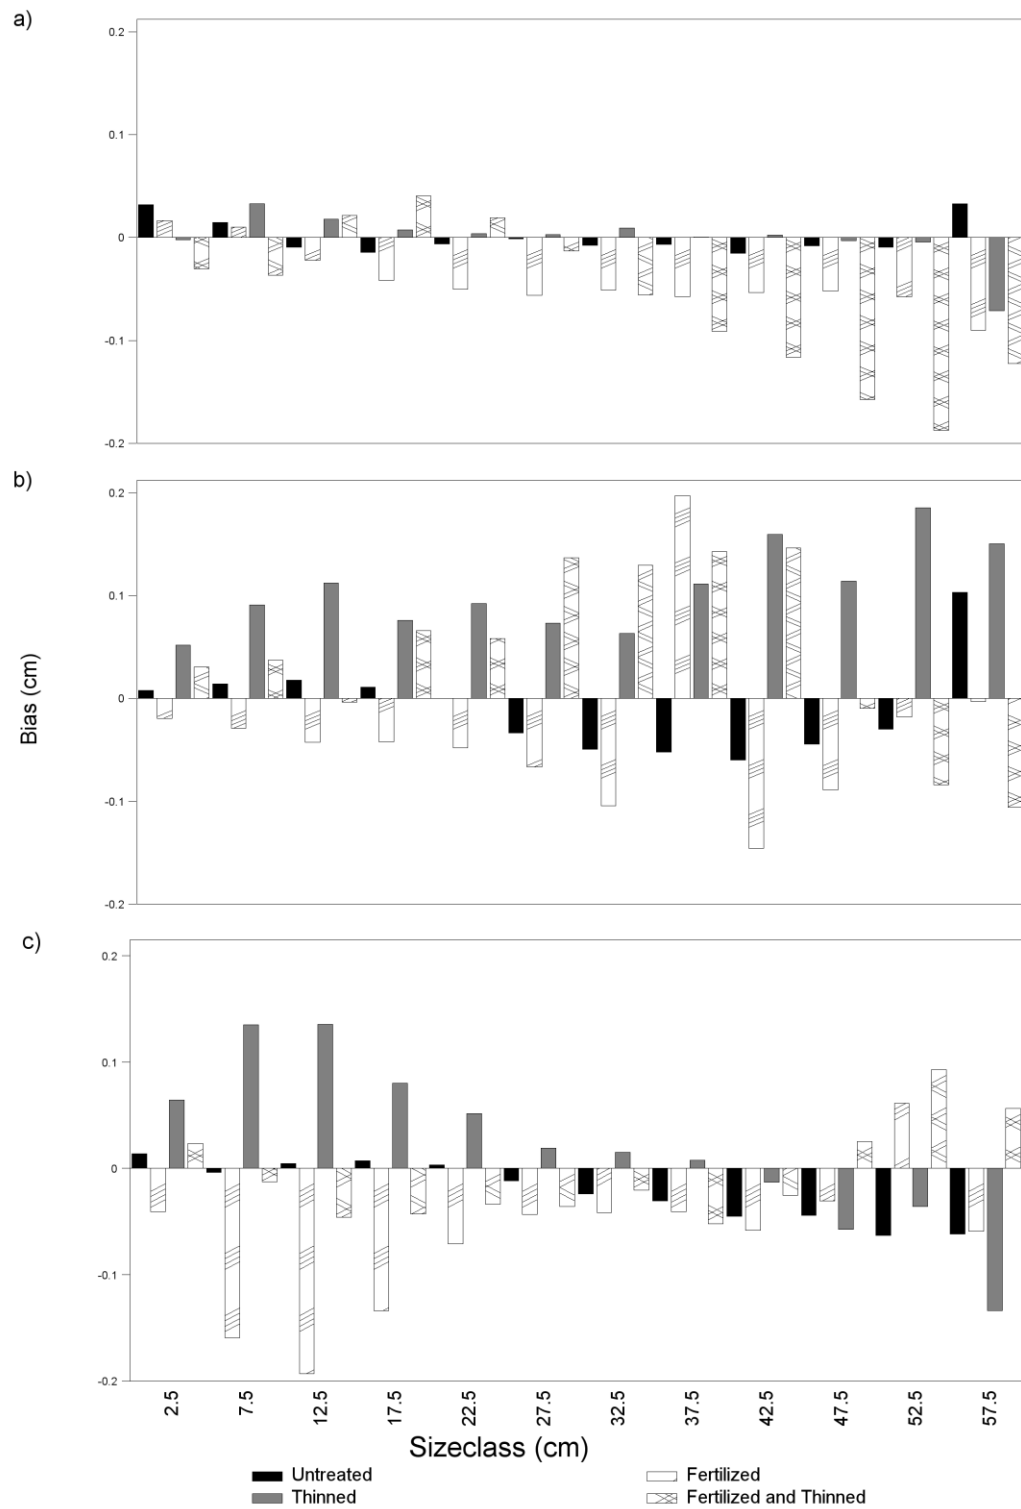 a)
0.2
0.1
0
-0.1
-0.2
b)
0.2
0.1
0
-0.1
-0.2
Bias (cm)
c)
0.2
0.1
0
-0.1
-0.2
2.5 7.5 12.5 17.5 22.5 27.5 32.5 37.5 42.5 47.5 52.5 57.5
Sizeclass (cm)
Untreated Fertilized
Thinned Fertilized and Thinned